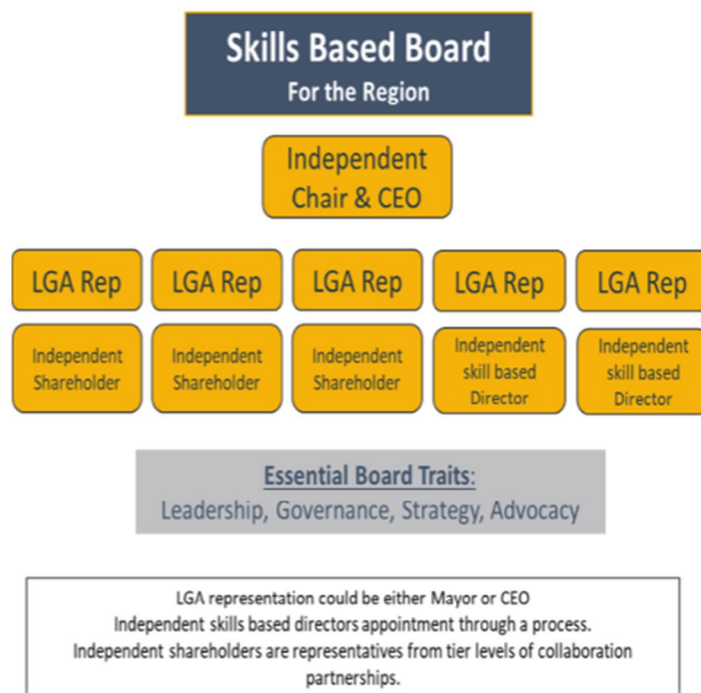 Skills Based Board
For the Region
Independent
Chair & CEO
LGA Rep LGA Rep LGA Rep LGA Rep LGA Rep
Independent
Shareholder
Independent
Shareholder
Independent
Shareholder
Independent
skill based
Director
Independent
skill based
Director
Essential Board Traits:
Leadership, Governance, Strategy, Advocacy
LGA representation could be either Mayor or CEO
Independent skills based directors appointment through a process.
Independent shareholders are representatives from tier levels of collaboration
partnerships.